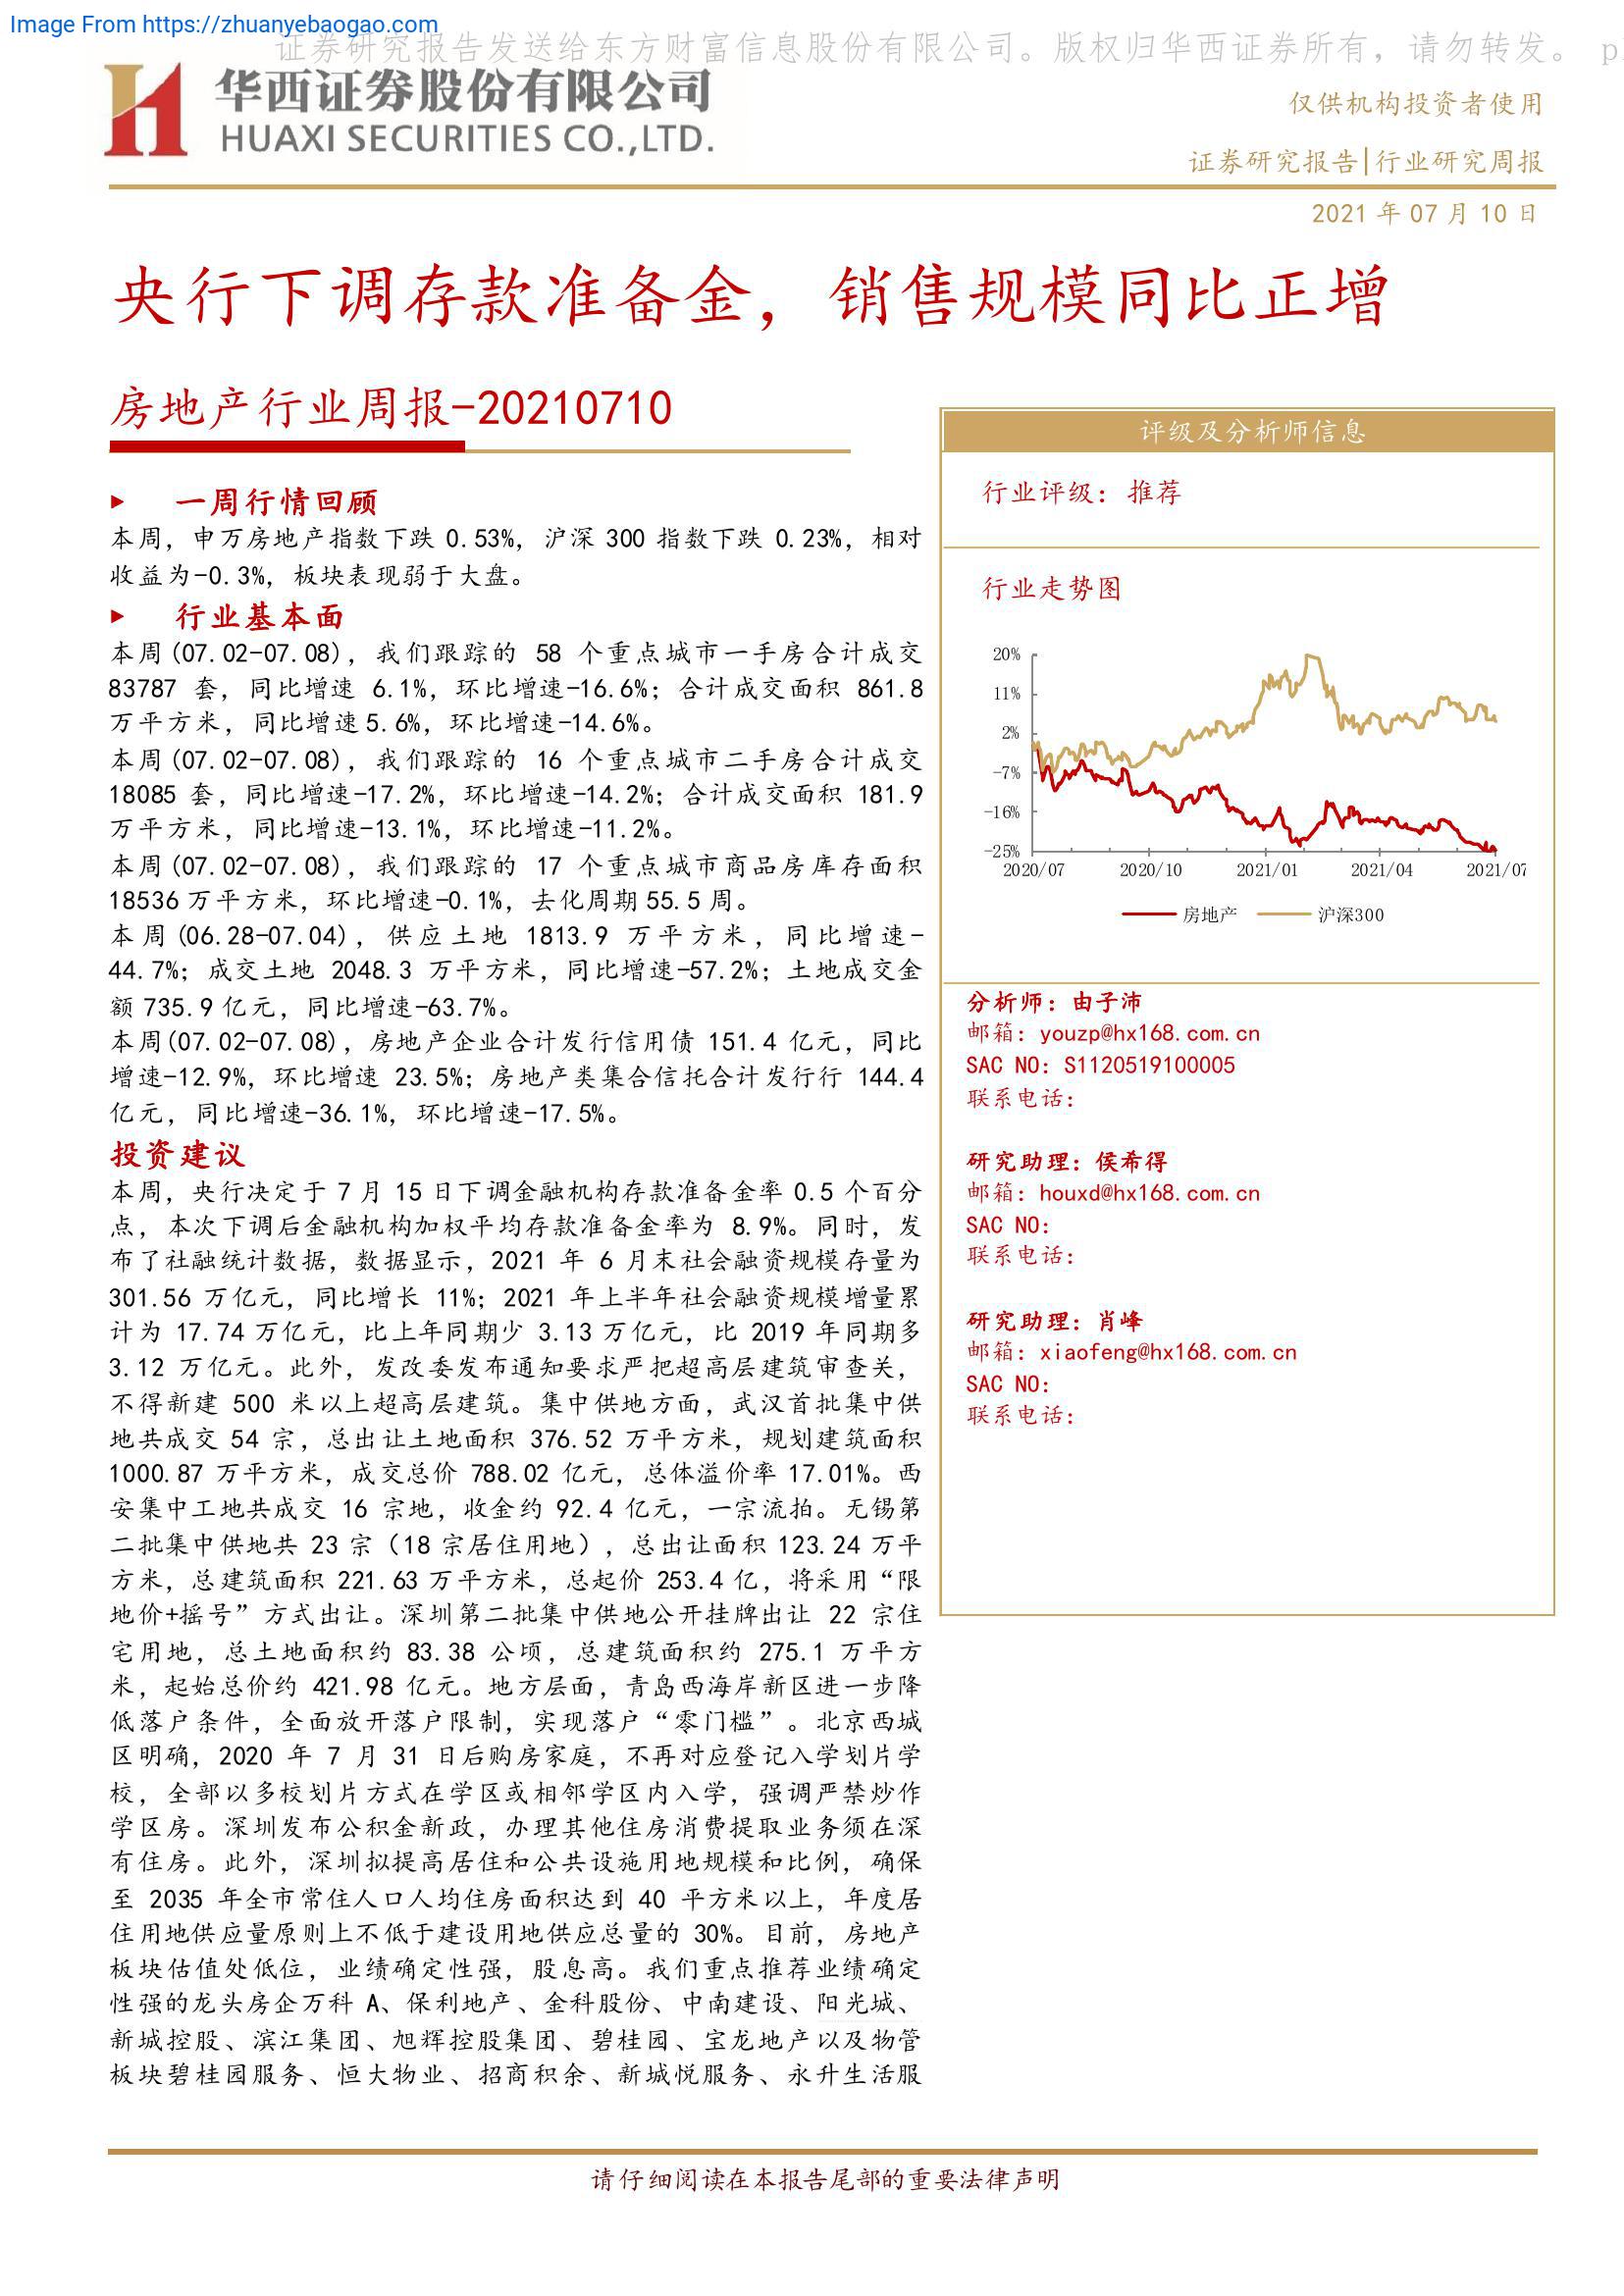 Image From https://zhuanyebaogao.com
证券研究报告发送给东方财富信息股份有限公司。版权归华西证券所有，请勿转发。 p
华西证券股份有限公司
HUAXI SECURITIES CO.,LTD.
仅供机构投资者使用
证券研究报告|行业研究周报
2021 年 07 月 10 日
央行下调存款准备金，销售规模同比正增
房地产行业周报-20210710
一周行情回顾
本周，申万房地产指数下跌 0.53%，沪深 300 指数下跌 0.23%，相对
收益为-0.3%，板块表现弱于大盘。
行业基本面
本周(07.02-07.08)，我们跟踪的 58 个重点城市一手房合计成交
83787 套，同比增速 6.1%，环比增速-16.6%；合计成交面积 861.8
万平方米，同比增速 5.6%，环比增速-14.6%。
本周(07.02-07.08)，我们跟踪的 16 个重点城市二手房合计成交
18085 套，同比增速-17.2%，环比增速-14.2%；合计成交面积 181.9
万平方米，同比增速-13.1%，环比增速-11.2%。
本周(07.02-07.08)，我们跟踪的 17 个重点城市商品房库存面积
18536 万平方米，环比增速-0.1%，去化周期 55.5 周。
本周(06.28-07.04)，供应土地 1813.9 万平方米，同比增速-
44.7%；成交土地 2048.3 万平方米，同比增速-57.2%；土地成交金
额 735.9 亿元，同比增速-63.7%。
本周(07.02-07.08)，房地产企业合计发行信用债 151.4 亿元，同比
增速-12.9%，环比增速 23.5%；房地产类集合信托合计发行行 144.4
亿元，同比增速-36.1%，环比增速-17.5%。
投资建议
本周，央行决定于 7 月 15 日下调金融机构存款准备金率 0.5 个百分
点，本次下调后金融机构加权平均存款准备金率为 8.9%。同时，发
布了社融统计数据，数据显示，2021 年 6 月末社会融资规模存量为
301.56 万亿元，同比增长 11%；2021 年上半年社会融资规模增量累
计为 17.74 万亿元，比上年同期少 3.13 万亿元，比 2019 年同期多
3.12 万亿元。此外，发改委发布通知要求严把超高层建筑审查关，
不得新建 500 米以上超高层建筑。集中供地方面，武汉首批集中供
地共成交 54 宗，总出让土地面积 376.52 万平方米，规划建筑面积
1000.87 万平方米，成交总价 788.02 亿元，总体溢价率 17.01%。西
安集中工地共成交 16 宗地，收金约 92.4 亿元，一宗流拍。无锡第
二批集中供地共 23 宗（18 宗居住用地），总出让面积 123.24 万平
方米，总建筑面积 221.63 万平方米，总起价 253.4 亿，将采用“限
地价+摇号”方式出让。深圳第二批集中供地公开挂牌出让 22 宗住
宅用地，总土地面积约 83.38 公顷，总建筑面积约 275.1 万平方
米，起始总价约 421.98 亿元。地方层面，青岛西海岸新区进一步降
低落户条件，全面放开落户限制，实现落户“零门槛”。北京西城
区明确，2020 年 7 月 31 日后购房家庭，不再对应登记入学划片学
校，全部以多校划片方式在学区或相邻学区内入学，强调严禁炒作
学区房。深圳发布公积金新政，办理其他住房消费提取业务须在深
有住房。此外，深圳拟提高居住和公共设施用地规模和比例，确保
至 2035 年全市常住人口人均住房面积达到 40 平方米以上，年度居
住用地供应量原则上不低于建设用地供应总量的 30%。目前，房地产
板块估值处低位，业绩确定性强，股息高。我们重点推荐业绩确定
性强的龙头房企万科 A、保利地产、金科股份、中南建设、阳光城、
新城控股、滨江集团、旭辉控股集团、碧桂园、宝龙地产以及物管
板块碧桂园服务、恒大物业、招商积余、新城悦服务、永升生活服
评级及分析师信息
行业评级：推荐
行业走势图
20%
11%
2%
-7%
-16%
-25%
2020/07 2020/10 2021/01 2021/04 2021/07
房地产 沪深300
分析师：由子沛
邮箱：youzp@hx168.com.cn
SAC NO：S1120519100005
联系电话：
研究助理：侯希得
邮箱：houxd@hx168.com.cn
SAC NO：
联系电话：
研究助理：肖峰
邮箱：xiaofeng@hx168.com.cn
SAC NO：
联系电话：
请仔细阅读在本报告尾部的重要法律声明